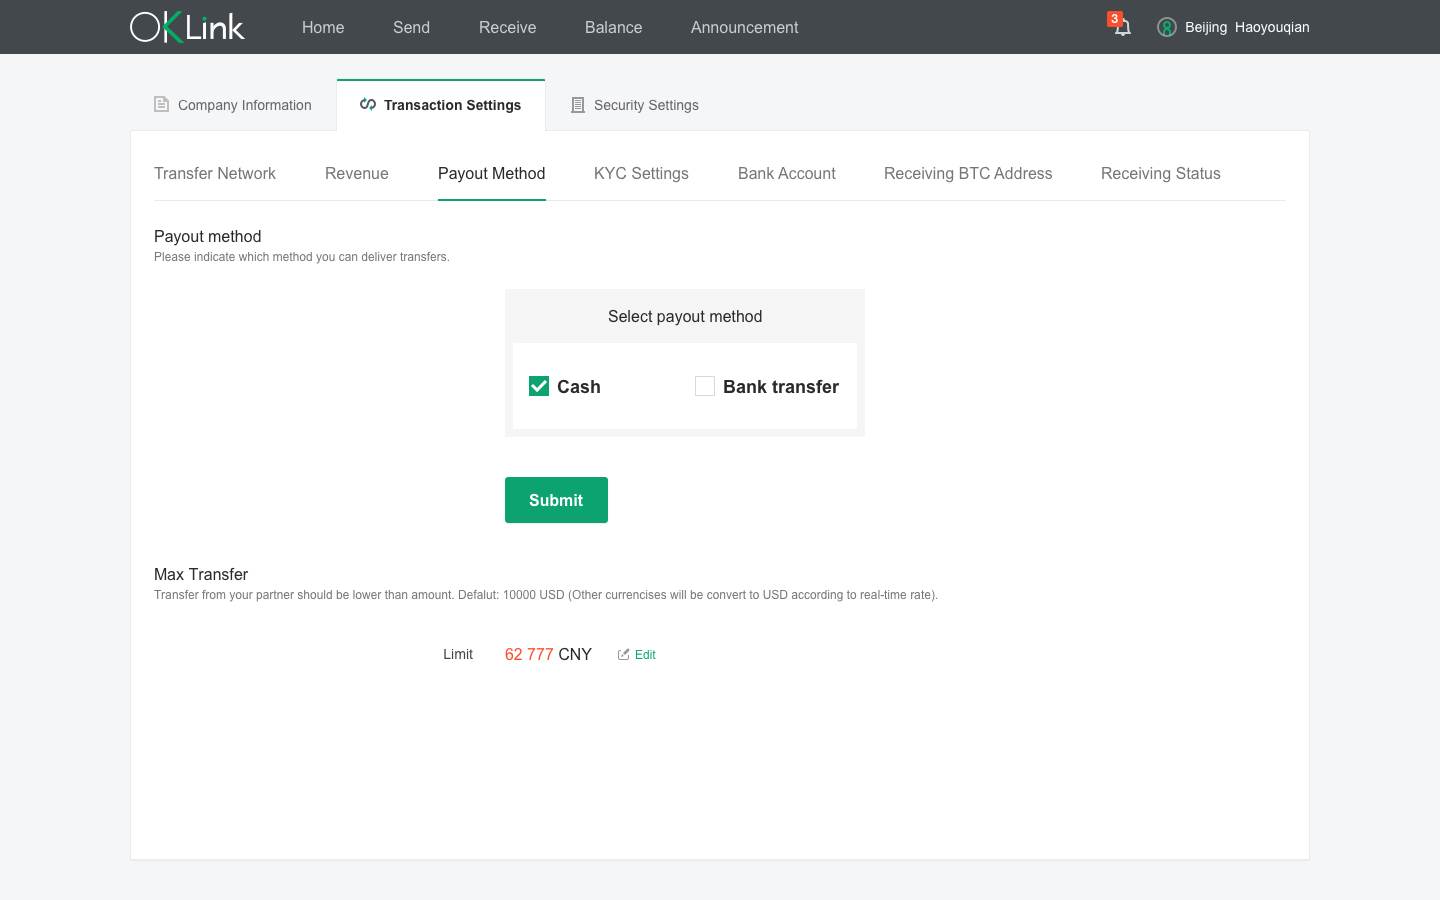 OKLink Home Send Receive Balance Announcement 3 Beijing Haoyouqian
Company Information Transaction Settings Security Settings
Transfer Network Revenue Payout Method KYC Settings Bank Account Receiving BTC Address Receiving Status
Payout method
Please indicate which method you can deliver transfers.
Select payout method
Cash Bank transfer
Submit
Max Transfer
Transfer from your partner should be lower than amount. Defalut: 10000 USD (Other currencises will be convert to USD according to real-time rate).
Limit 62 777 CNY Edit